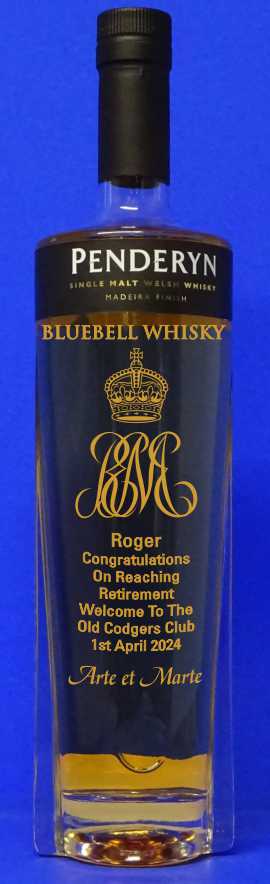 PENDERYN
SINGLE MALT WELSH WHISKY
MADEIRA FINISH
BLUEBELL WHISKY
Roger
Congratulations
On Reaching
Retirement
Welcome To The
Old Codgers Club
1st April 2024
Arte et Marte